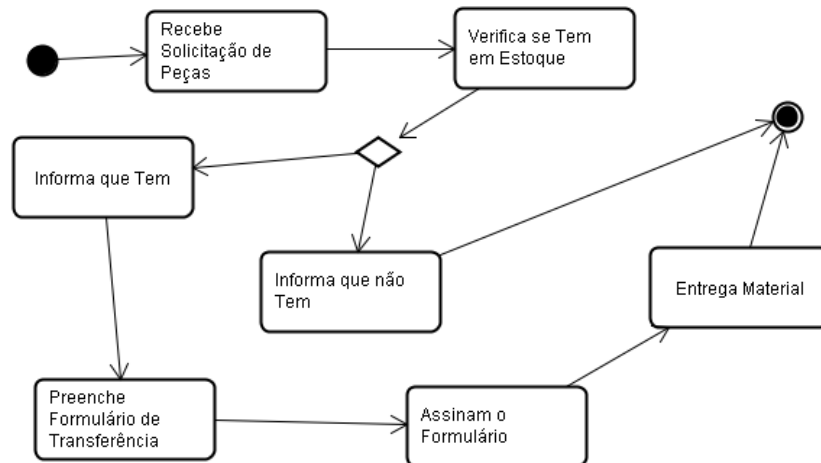 Recebe
Solicitação de
Peças
Verifica se Tem
em Estoque
Informa que Tem
Informa que não
Tem
Entrega Material
Preenche
Formulário de
Transferência
Assinam o
Formulário